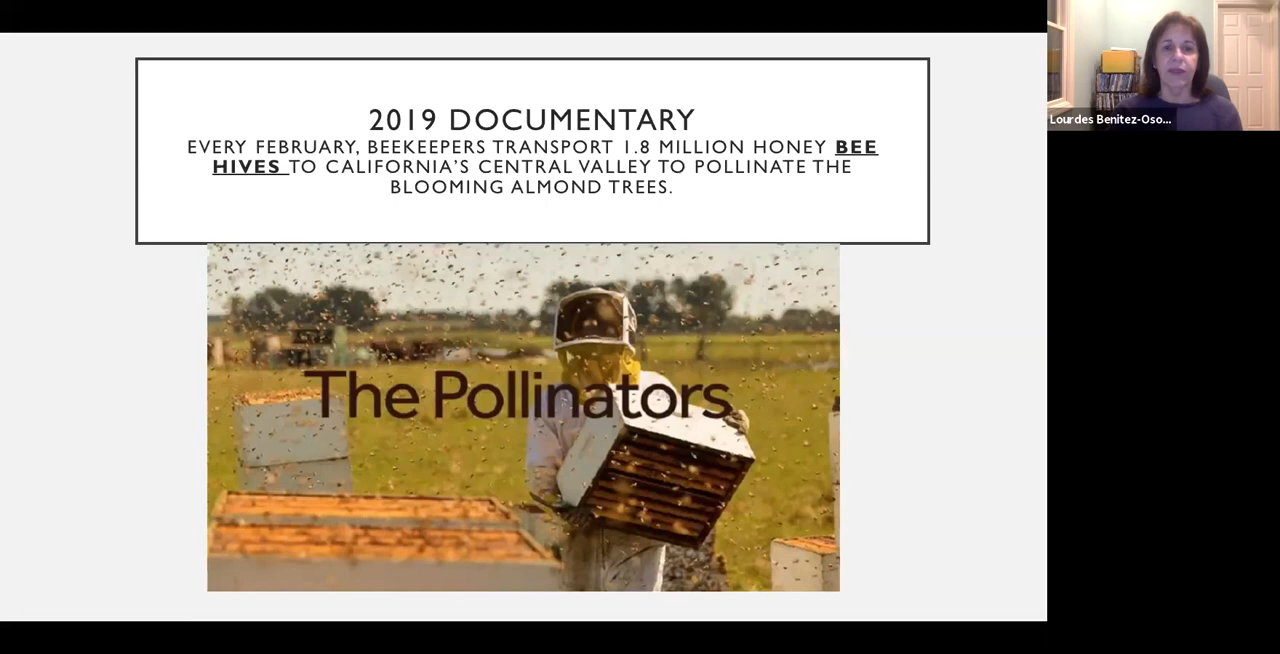 2019 DOCUMENTARY
EVERY FEBRUARY, BEEKEEPERS TRANSPORT 1.8 MILLION HONEY BEE
HIVES TO CALIFORNIA'S CENTRAL VALLEY TO POLLINATE THE
BLOOMING ALMOND TREES.
The Pollinators
Lourdes Benitez-Oso...